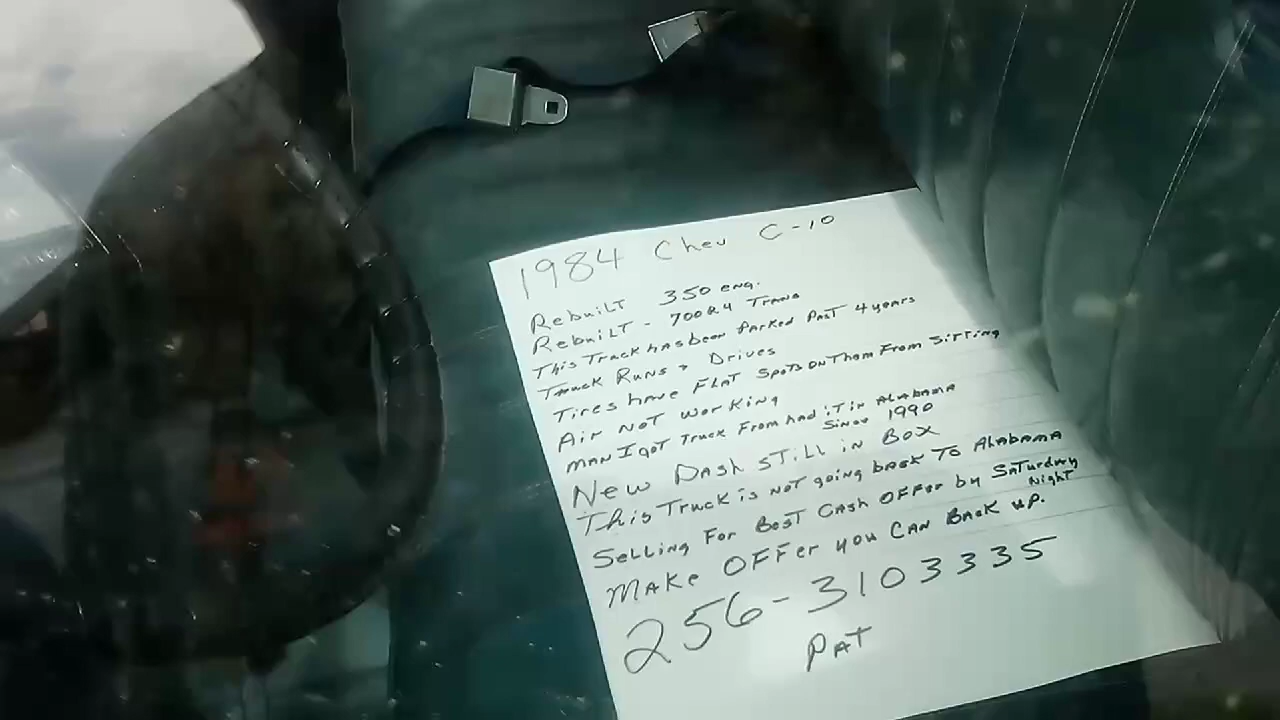 1984 Chev C-10
Rebuilt 350 eng.
Rebuilt - 700R4 Trans
This Truck has been Parked Past 4 years
Truck Runs & Drives
Tires have Flat Spots on Them From Sitting
Air Not Working
Man I got Truck From had it in Alabama
Since 1990
New Dash Still in Box
This Truck is not going back To Alabama
Selling For Best Cash Offer by Saturday
Night
Make Offer you Can Back up.
256-3103335
Pat